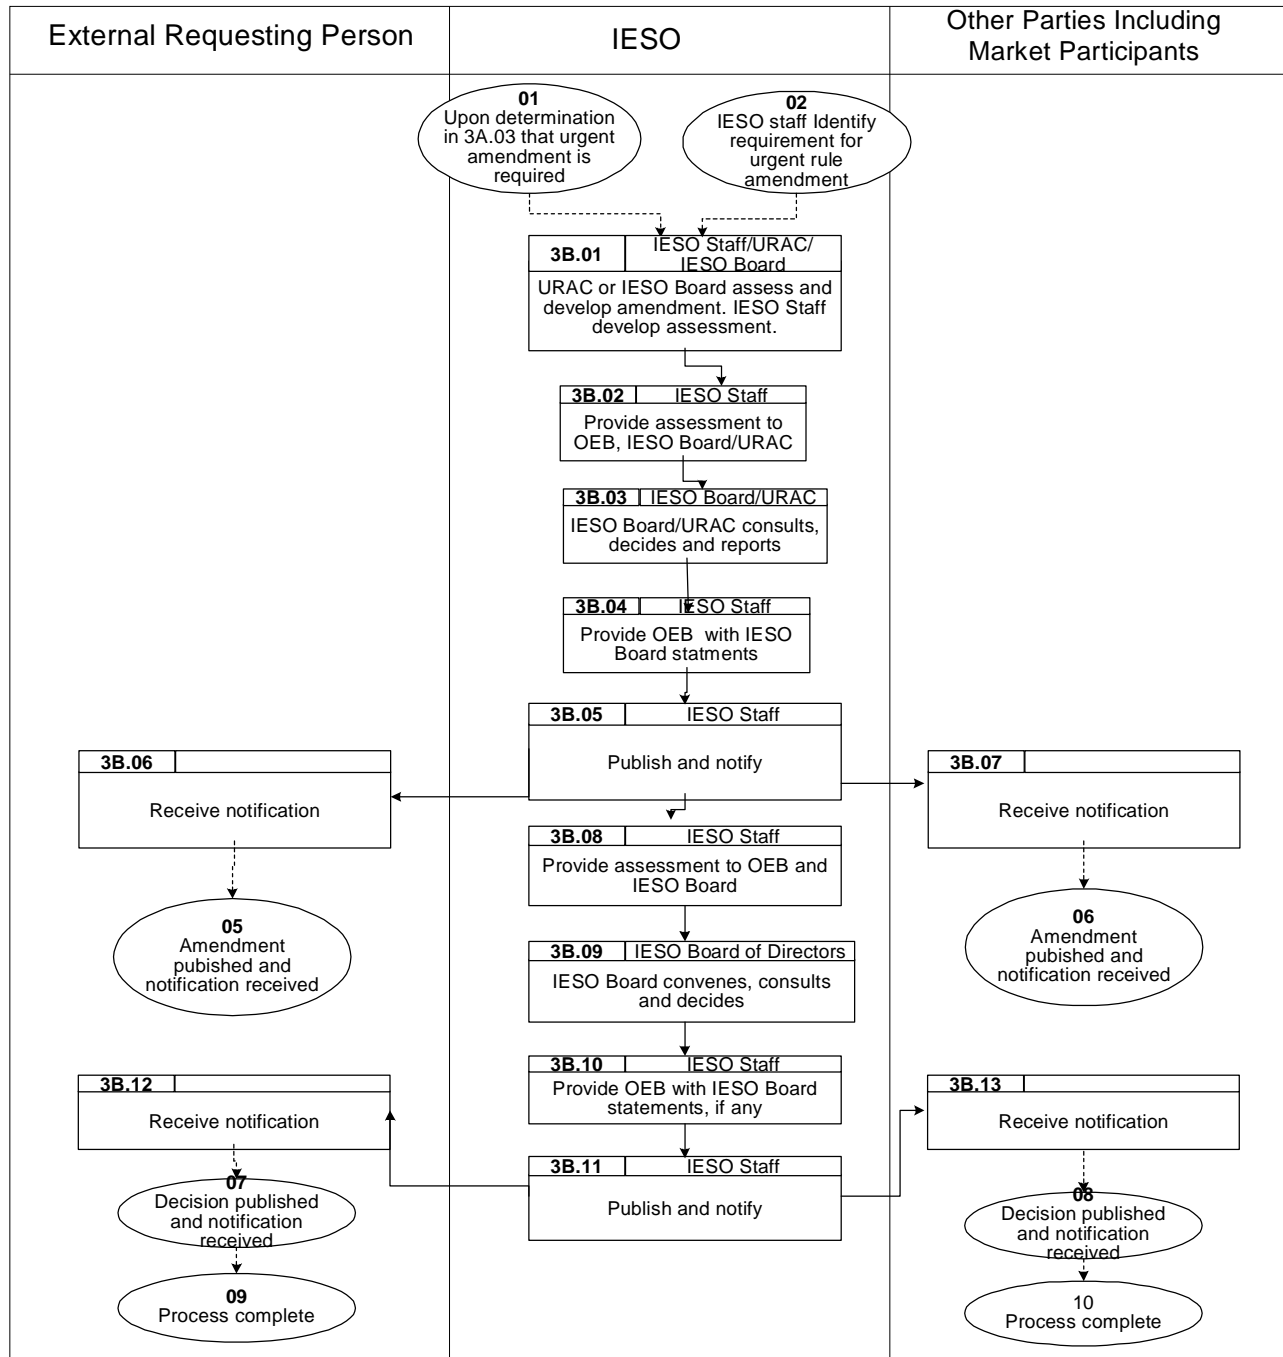 External Requesting Person
IESO
Other Parties Including
Market Participants
01
Upon determination
in 3A.03 that urgent
amendment is
required
02
IESO staff Identify
requirement for
urgent rule
amendment
3B.01
IESO Staff/URAC/
IESO Board
URAC or IESO Board assess and
develop amendment. IESO Staff
develop assessment.
3B.02
IESO Staff
Provide assessment to
OEB, IESO Board/URAC
3B.03
IESO Board/URAC
IESO Board/URAC consults,
decides and reports
3B.04
IESO Staff
Provide OEB with IESO
Board statments
3B.05
IESO Staff
Publish and notify
3B.06
Receive notification
3B.07
Receive notification
3B.08
IESO Staff
Provide assessment to OEB and
IESO Board
05
Amendment
pubished and
notification received
06
Amendment
pubished and
notification received
3B.09
IESO Board of Directors
IESO Board convenes, consults
and decides
3B.10
IESO Staff
Provide OEB with IESO Board
statements, if any
3B.12
Receive notification
3B.13
Receive notification
3B.11
IESO Staff
Publish and notify
07
Decision published
and notification
received
08
Decision published
and notification
received
09
Process complete
10
Process complete